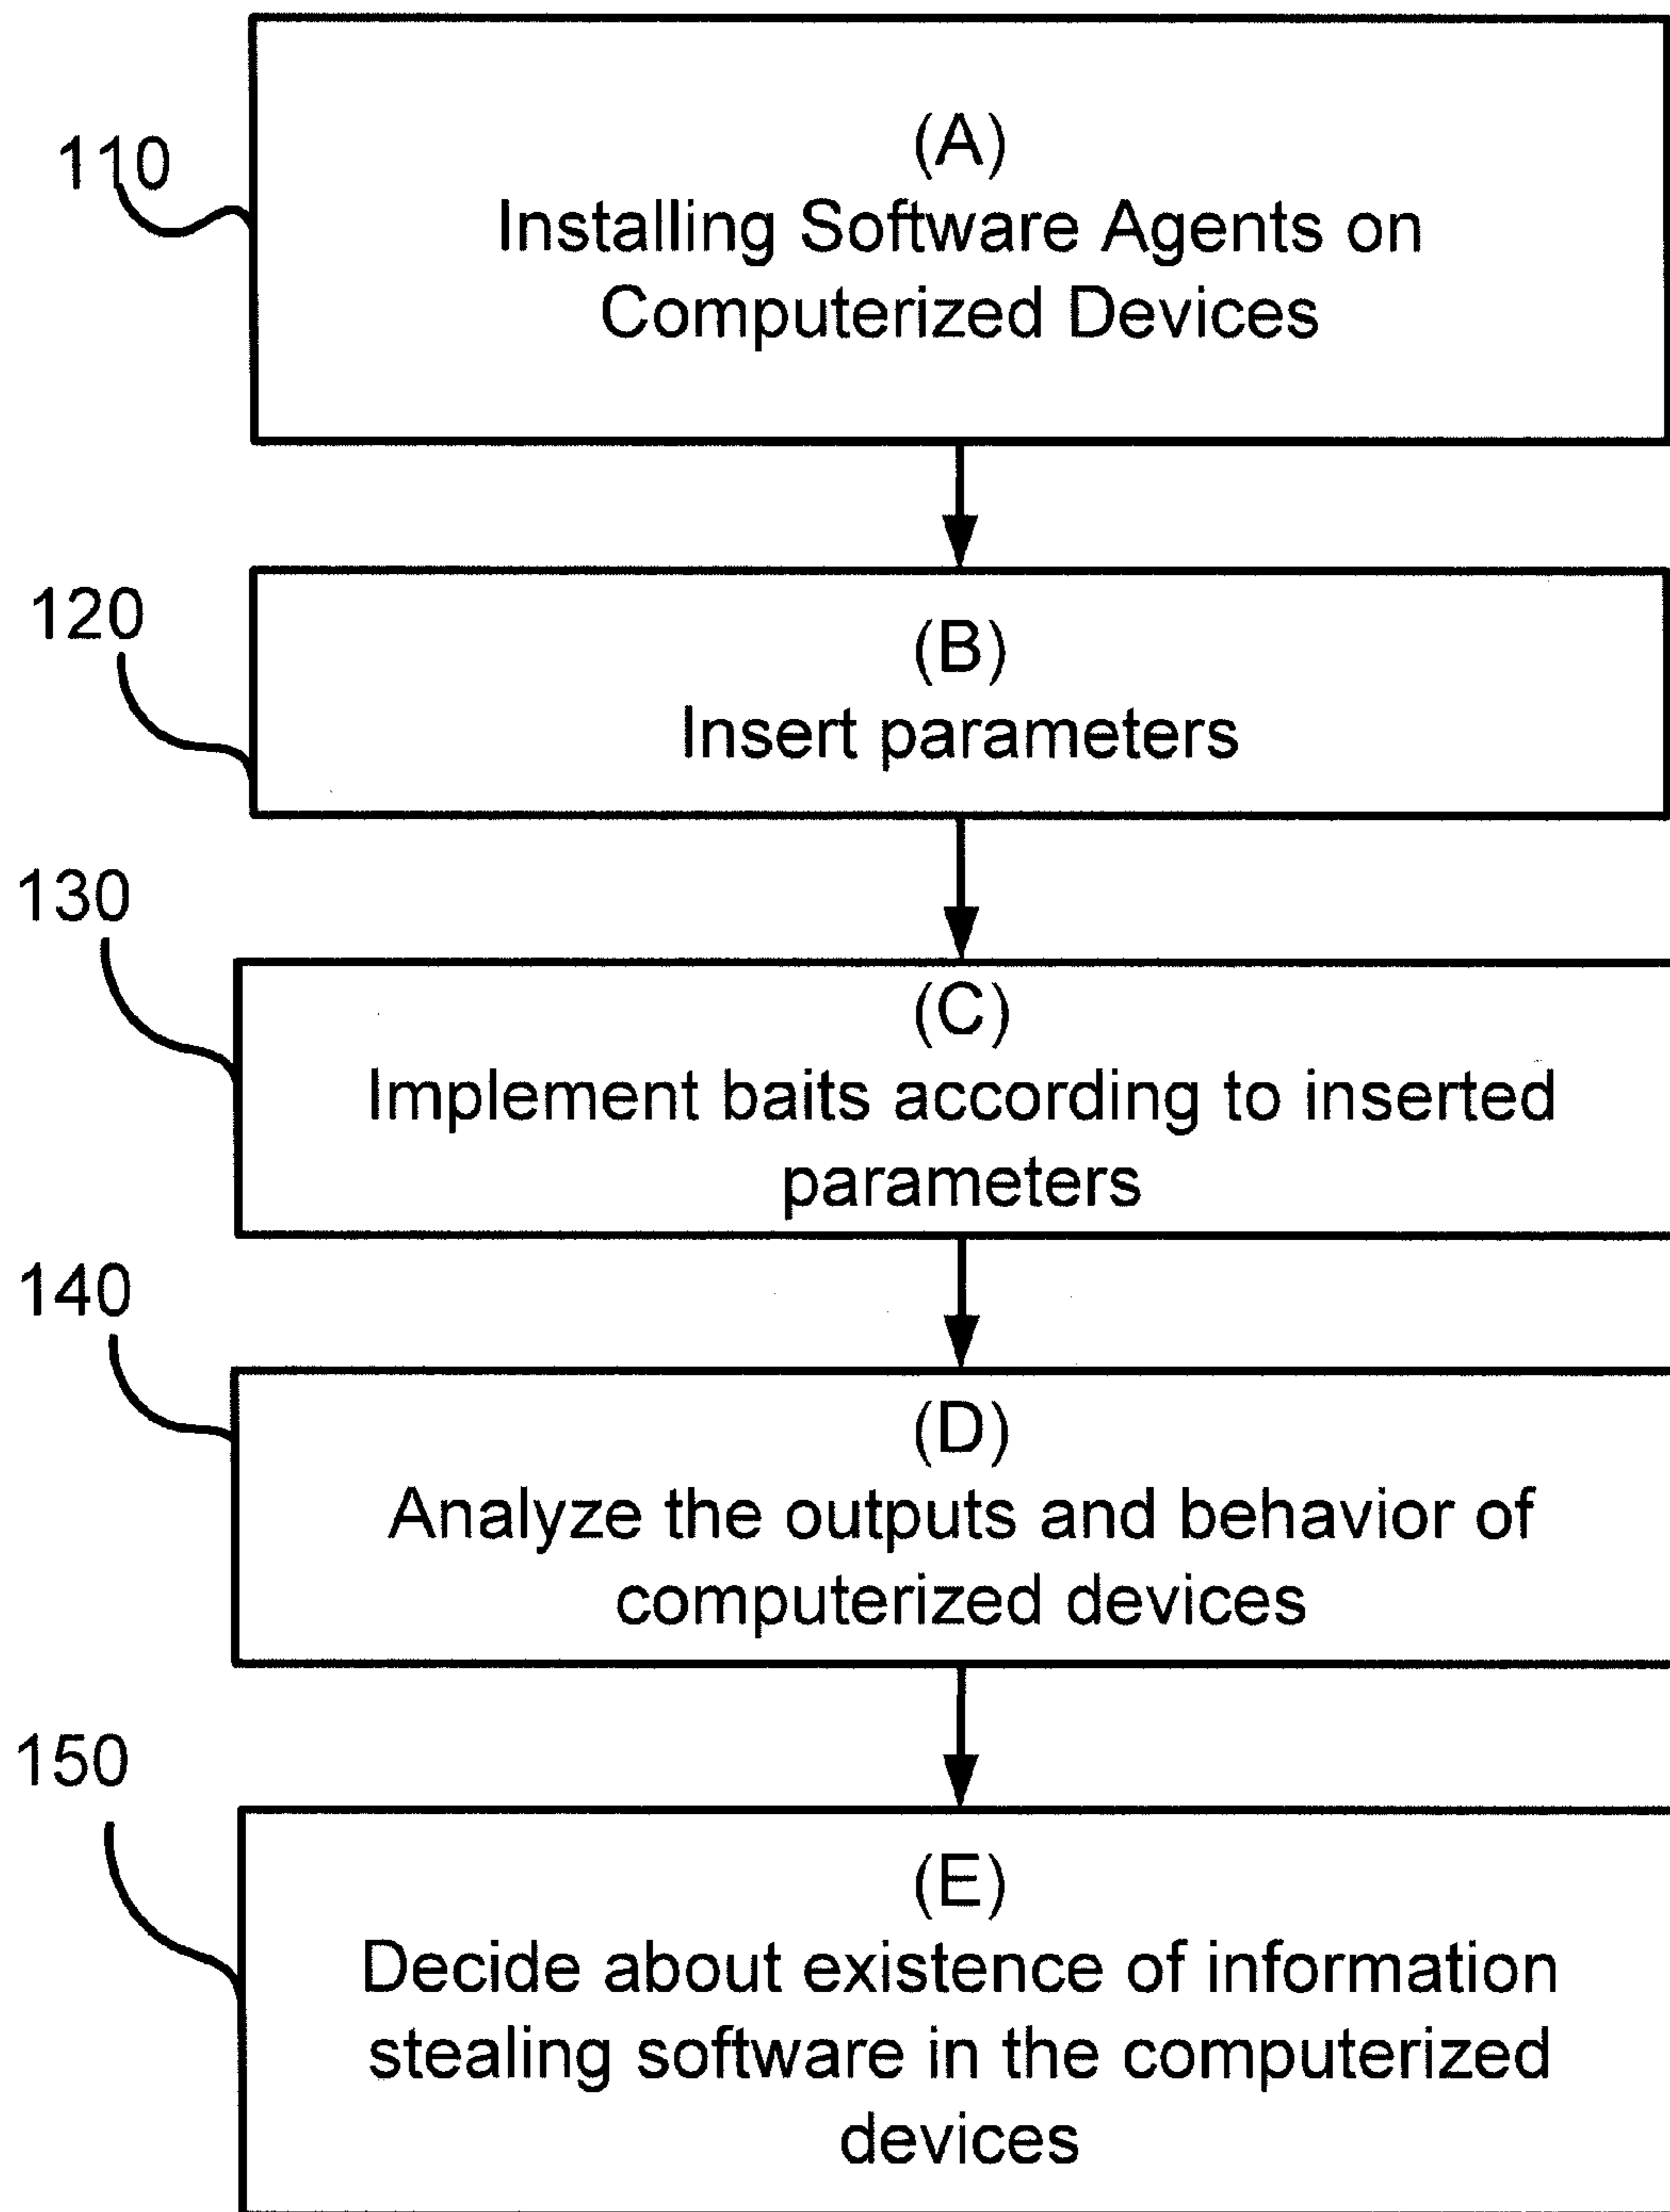 110
(A)
Installing Software Agents on
Computerized Devices
120
(B)
Insert parameters
130
(C)
Implement baits according to inserted
parameters
140
(D)
Analyze the outputs and behavior of
computerized devices
150
(E)
Decide about existence of information
stealing software in the computerized
devices